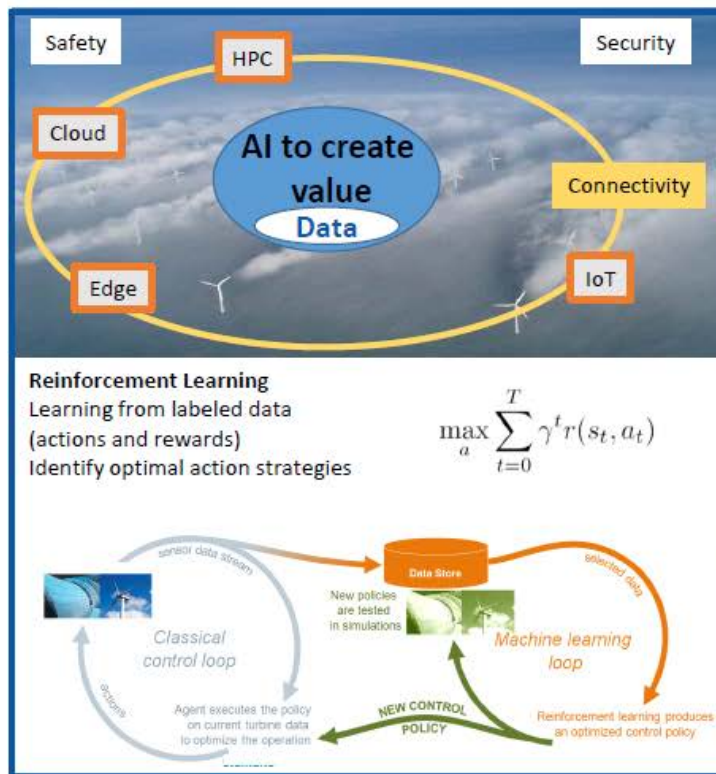 Safety
HPC
Security
Cloud
AI to create
value
Data
Connectivity
Edge
IoT
Reinforcement Learning
Learning from labeled data
(actions and rewards)
Identify optimal action strategies
max_a \sum_{t=0}^{T} γ^t r(s_t, a_t)
sensor data stream
Data Store
selected data
New policies
are tested
in simulations
Classical
control loop
Machine learning
loop
actions
Agent executes the policy
on current turbine data
to optimize the operation
NEW CONTROL
POLICY
Reinforcement learning produces
an optimized control policy